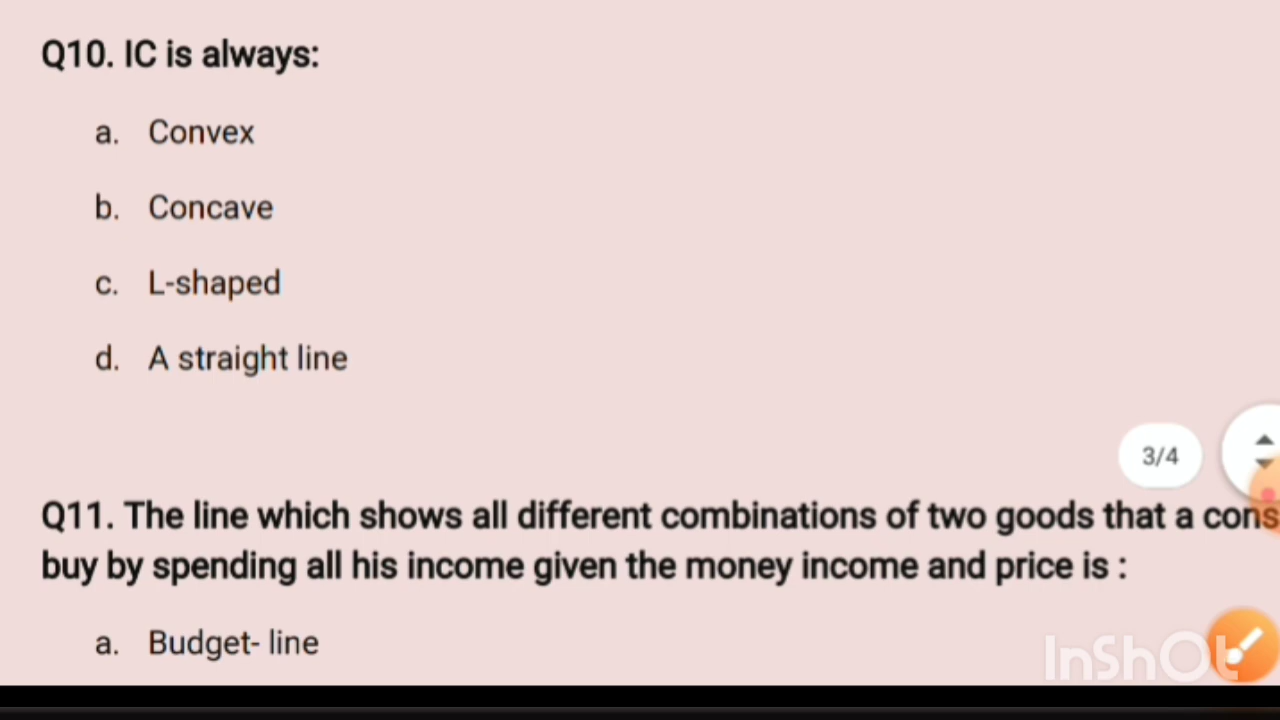 Q10. IC is always:
a. Convex
b. Concave
c. L-shaped
d. A straight line
3/4
Q11. The line which shows all different combinations of two goods that a cons
buy by spending all his income given the money income and price is :
a. Budget- line
InShOt